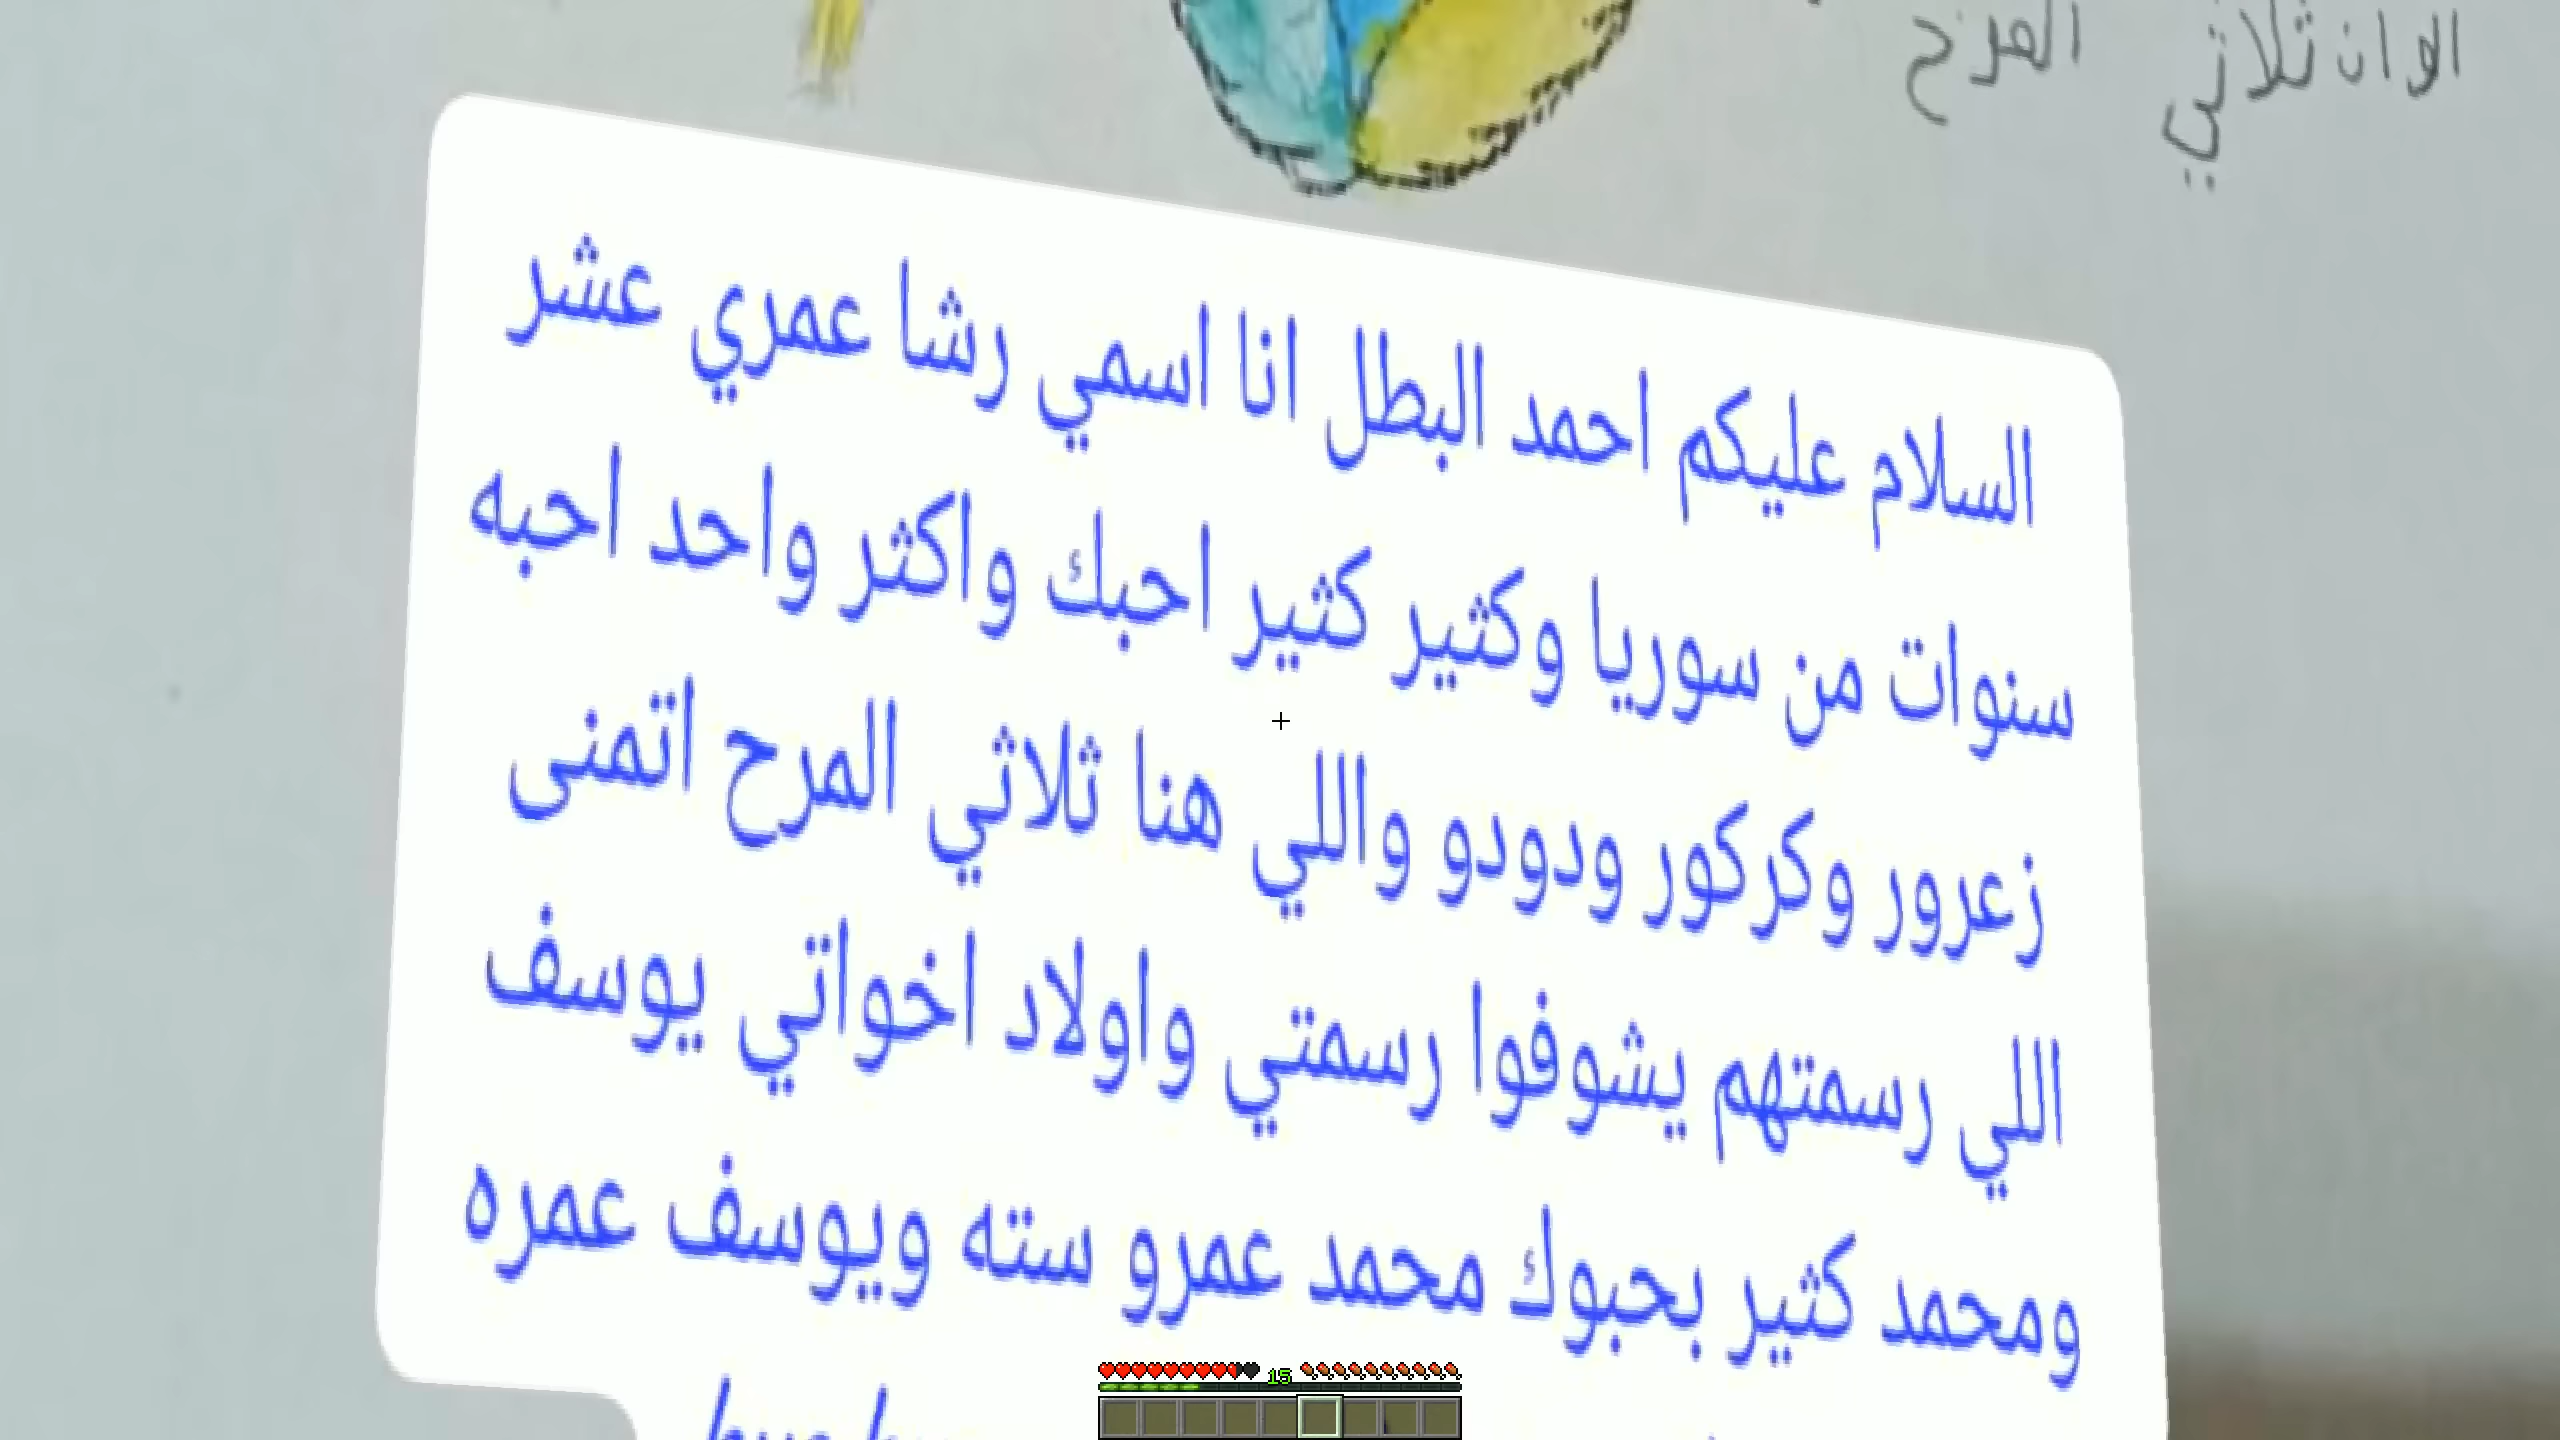 الوان ثلاثي المرح
السلام عليكم احمد البطل انا اسمي رشا عمري عشر
سنوات من سوريا وكثير كثير احبك واكثر واحد احبه
زعرور وكركور ودودو واللي هنا ثلاثي المرح اتمنى
اللي رسمتهم يشوفوا رسمتي واولاد اخواتي يوسف
ومحمد كثير بحبوك محمد عمرو سته ويوسف عمره
15